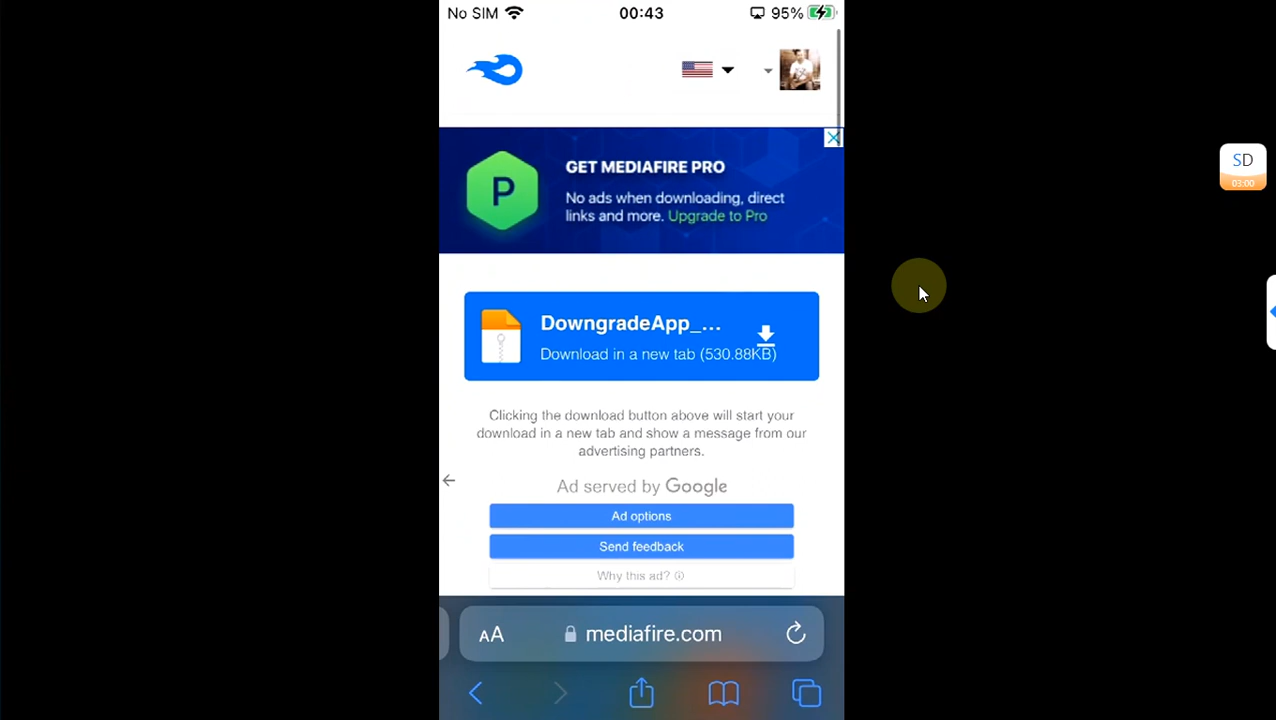 No SIM 00:43 95%
GET MEDIAFIRE PRO
No ads when downloading, direct
links and more. Upgrade to Pro
P
DowngradeApp_...
Download in a new tab (530.88KB)
Clicking the download button above will start your
download in a new tab and show a message from our
advertising partners.
Ad served by Google
Ad options
Send feedback
Why this ad?
AA mediafire.com
SD
03:00